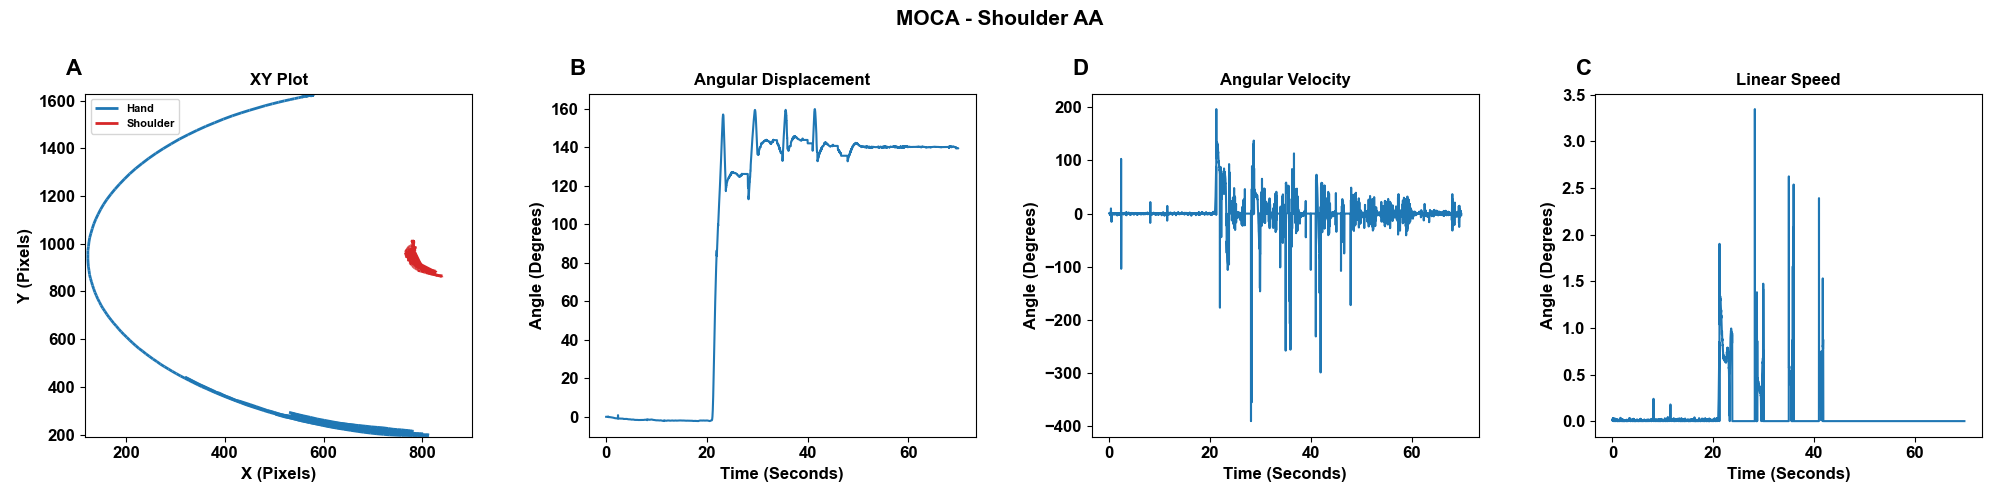 MOCA - Shoulder AA
A
XY Plot
Hand
Shoulder
1600
1400
1200
1000
800
600
400
200
Y (Pixels)
200
400
600
800
X (Pixels)
B
Angular Displacement
160
140
120
100
80
60
40
20
0
Angle (Degrees)
0
20
40
60
Time (Seconds)
D
Angular Velocity
200
100
0
−100
−200
−300
−400
Angle (Degrees)
0
20
40
60
Time (Seconds)
C
Linear Speed
3.5
3.0
2.5
2.0
1.5
1.0
0.5
0.0
Angle (Degrees)
0
20
40
60
Time (Seconds)